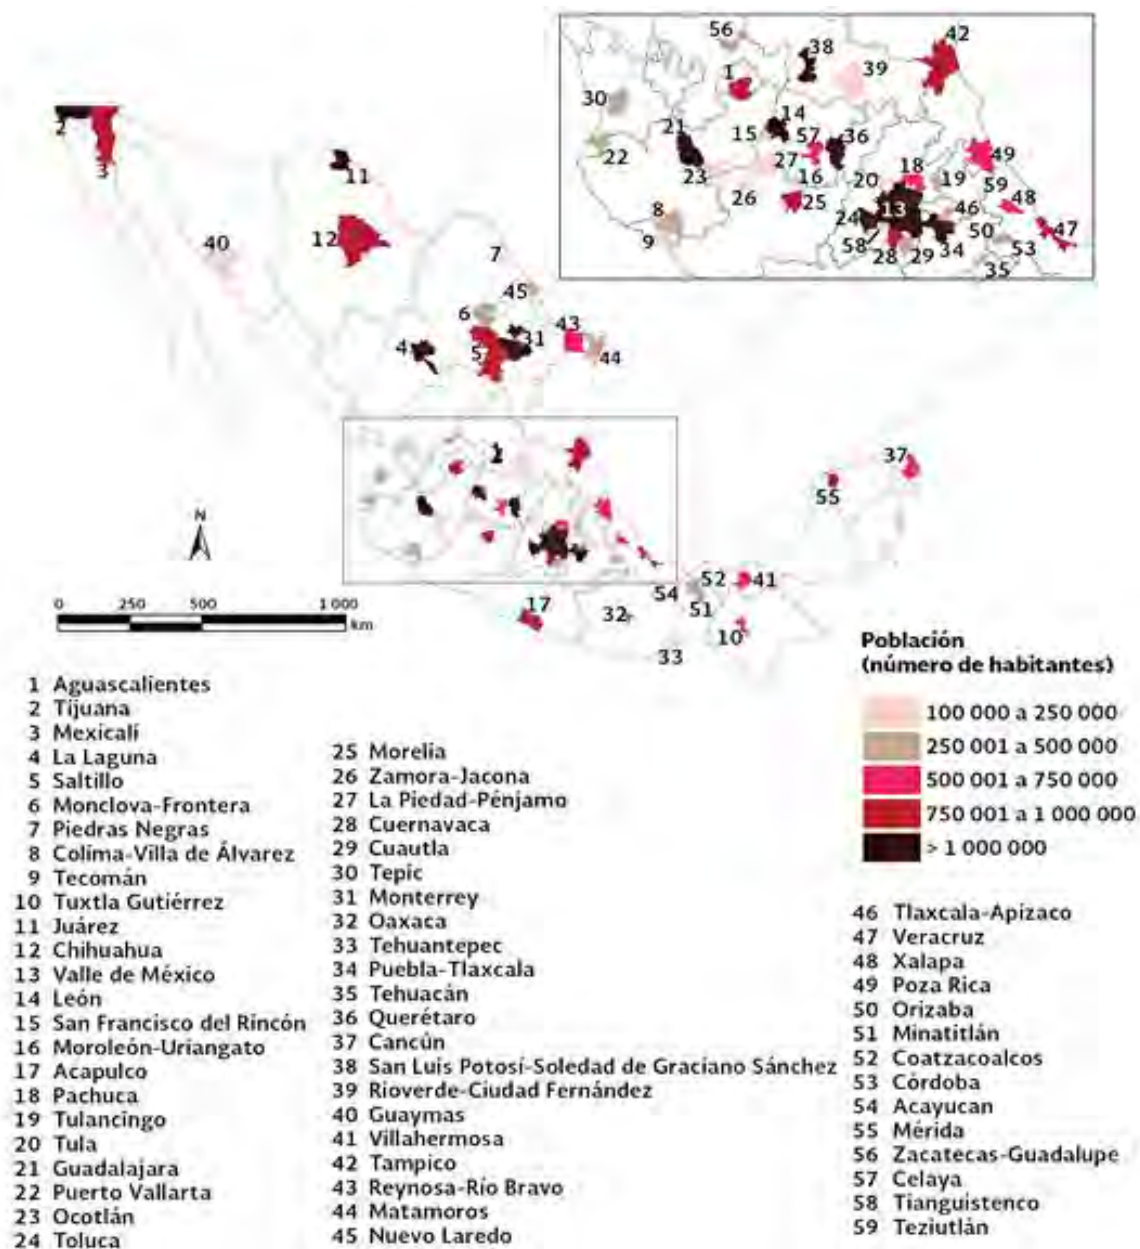 56
38
42
1
39
30
14
21
15
57
36
49
22
27
18
23
16
20
19
59
26
25
13
48
8
24
46
47
9
50
58
34
53
28
29
35
2
3
11
12
40
7
45
6
43
4
5
31
44
1
2
37
55
N
54
52
41
17
32
51
10
33
0 250 500 1 000
km
Población
(número de habitantes)
100 000 a 250 000
250 001 a 500 000
500 001 a 750 000
750 001 a 1 000 000
> 1 000 000
1 Aguascalientes
2 Tijuana
3 Mexicali
4 La Laguna
5 Saltillo
6 Monclova-Frontera
7 Piedras Negras
8 Colima-Villa de Álvarez
9 Tecomán
10 Tuxtla Gutiérrez
11 Juárez
12 Chihuahua
13 Valle de México
14 León
15 San Francisco del Rincón
16 Moroleón-Uriangato
17 Acapulco
18 Pachuca
19 Tulancingo
20 Tula
21 Guadalajara
22 Puerto Vallarta
23 Ocotlán
24 Toluca
25 Morelia
26 Zamora-Jacona
27 La Piedad-Pénjamo
28 Cuernavaca
29 Cuautla
30 Tepic
31 Monterrey
32 Oaxaca
33 Tehuantepec
34 Puebla-Tlaxcala
35 Tehuacán
36 Querétaro
37 Cancún
38 San Luis Potosí-Soledad de Graciano Sánchez
39 Rioverde-Ciudad Fernández
40 Guaymas
41 Villahermosa
42 Tampico
43 Reynosa-Río Bravo
44 Matamoros
45 Nuevo Laredo
46 Tlaxcala-Apizaco
47 Veracruz
48 Xalapa
49 Poza Rica
50 Orizaba
51 Minatitlán
52 Coatzacoalcos
53 Córdoba
54 Acayucan
55 Mérida
56 Zacatecas-Guadalupe
57 Celaya
58 Tianguistenco
59 Teziutlán